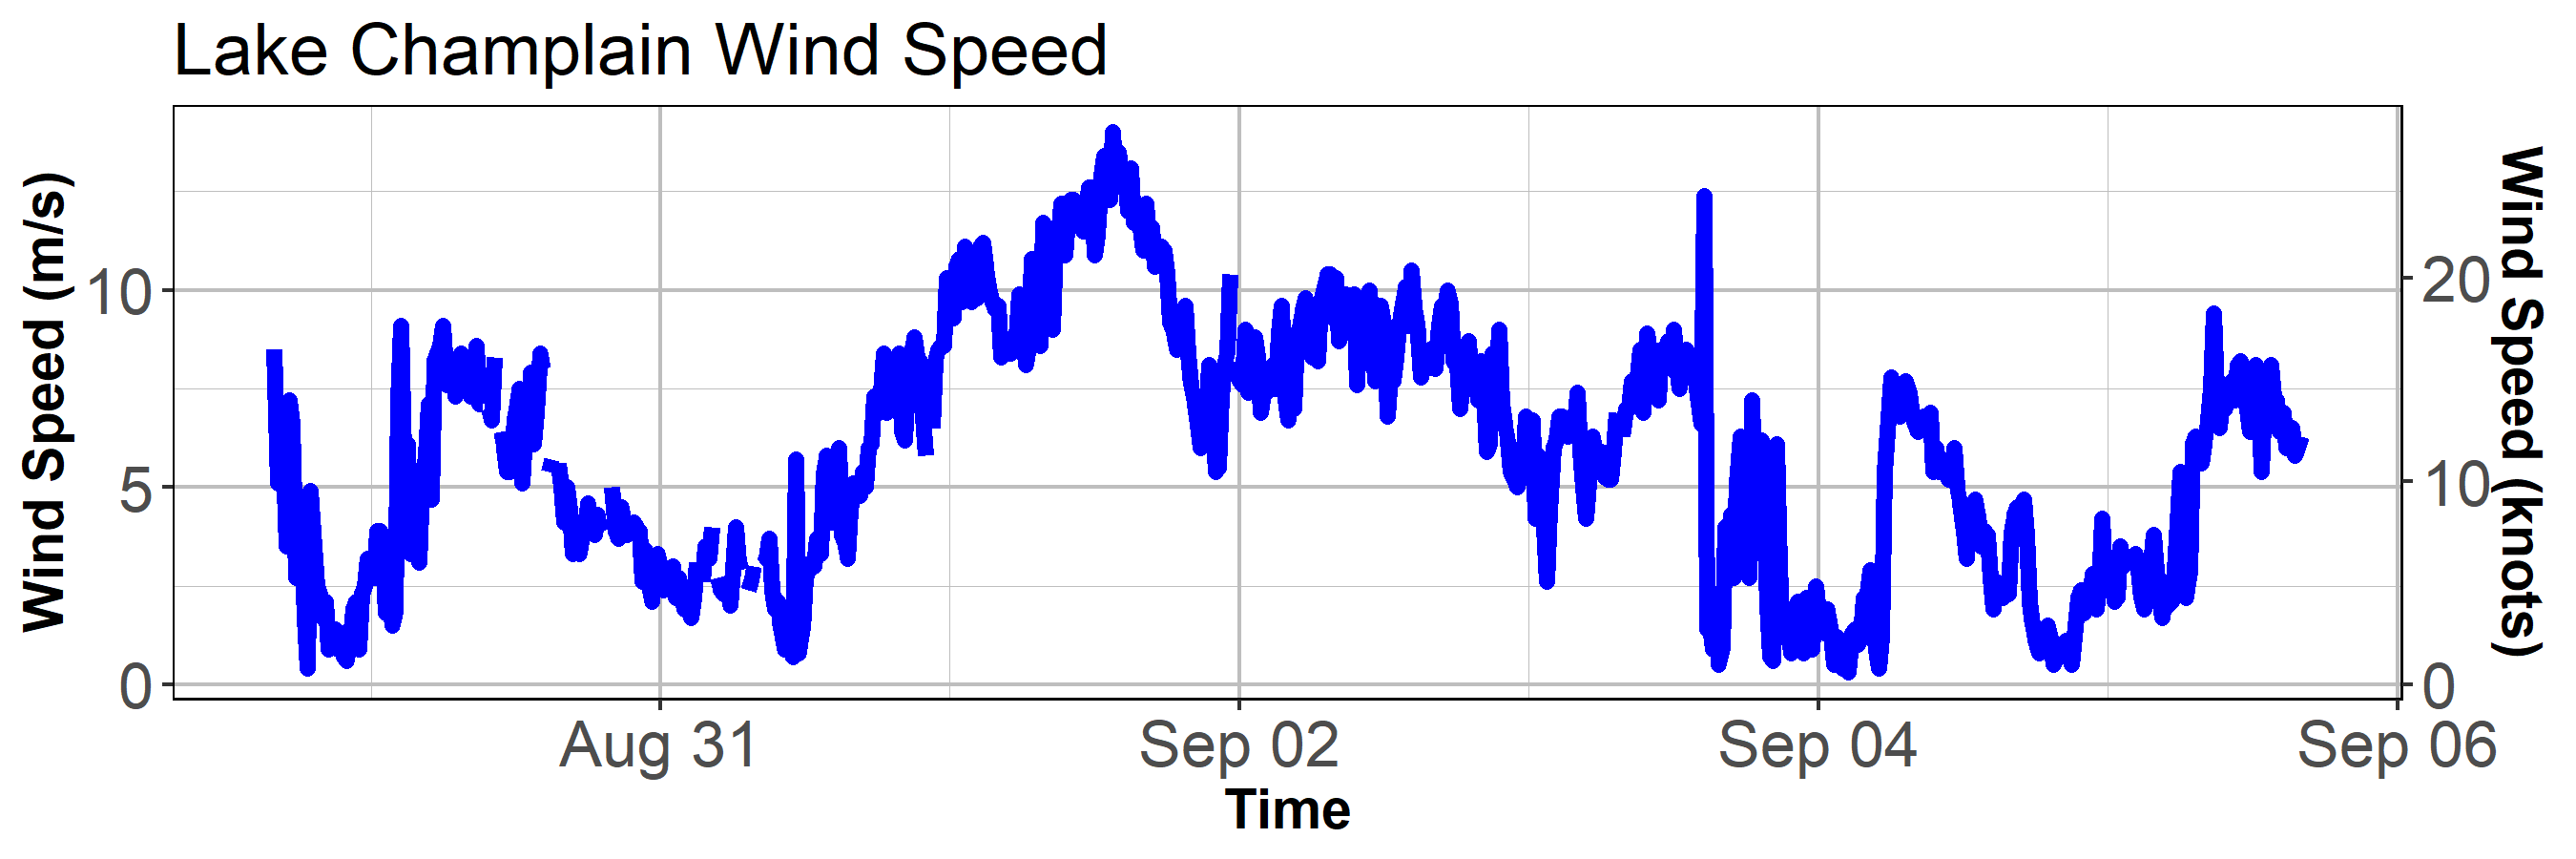 Lake Champlain Wind Speed
Wind Speed (m/s)
10
5
0
20
10
0
Wind Speed (knots)
Aug 31
Sep 02
Sep 04
Sep 06
Time